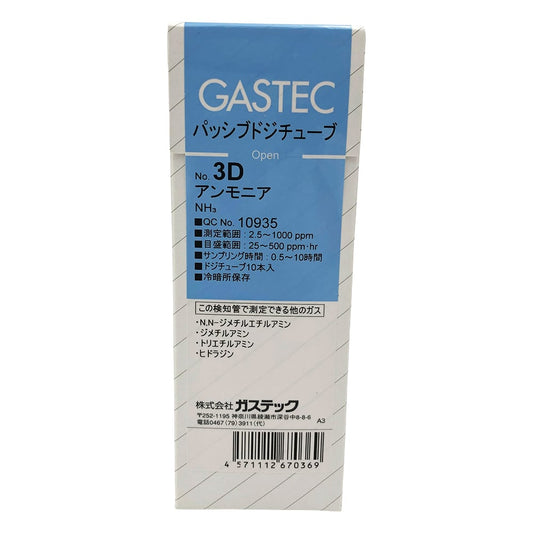 GASTEC
パッシブドジチューブ
Open
No. 3D
アンモニア
NH₃
■QC No. 10935
■測定範囲：2.5〜1000 ppm
■目盛範囲：25〜500 ppm･hr
■サンプリング時間：0.5〜10時間
■ドジチューブ10本入
■冷暗所保存
この検知管で測定できる他のガス
・N,N-ジメチルエチルアミン
・ジメチルアミン
・トリエチルアミン
・ヒドラジン
株式会社 ガステック
〒252-1195 神奈川県綾瀬市深谷中8-8-6
電話0467(79)3911(代)
A3
4 571112 670369